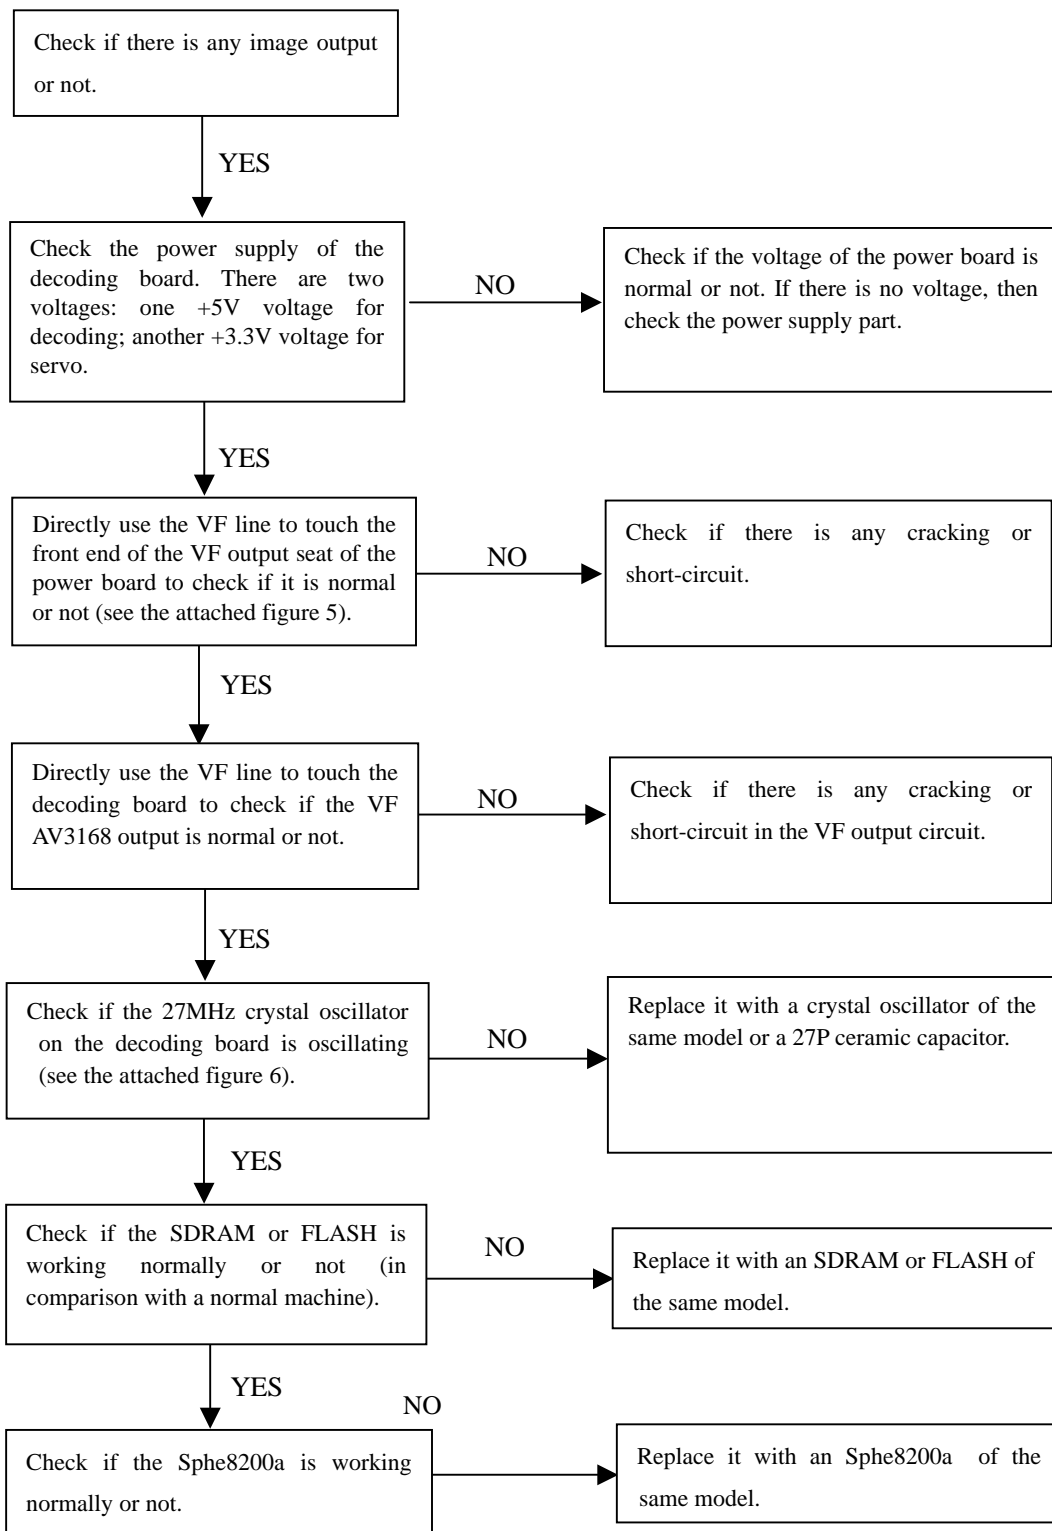 Check if there is any image output
or not.
YES
Check the power supply of the
decoding board. There are two
voltages: one +5V voltage for
decoding; another +3.3V voltage for
servo.
NO
Check if the voltage of the power board is
normal or not. If there is no voltage, then
check the power supply part.
YES
Directly use the VF line to touch the
front end of the VF output seat of the
power board to check if it is normal
or not (see the attached figure 5).
NO
Check if there is any cracking or
short-circuit.
YES
Directly use the VF line to touch the
decoding board to check if the VF
AV3168 output is normal or not.
NO
Check if there is any cracking or
short-circuit in the VF output circuit.
YES
Check if the 27MHz crystal oscillator
on the decoding board is oscillating
(see the attached figure 6).
NO
Replace it with a crystal oscillator of the
same model or a 27P ceramic capacitor.
YES
Check if the SDRAM or FLASH is
working normally or not (in
comparison with a normal machine).
NO
Replace it with an SDRAM or FLASH of
the same model.
YES
NO
Check if the Sphe8200a is working
normally or not.
Replace it with an Sphe8200a of the
same model.